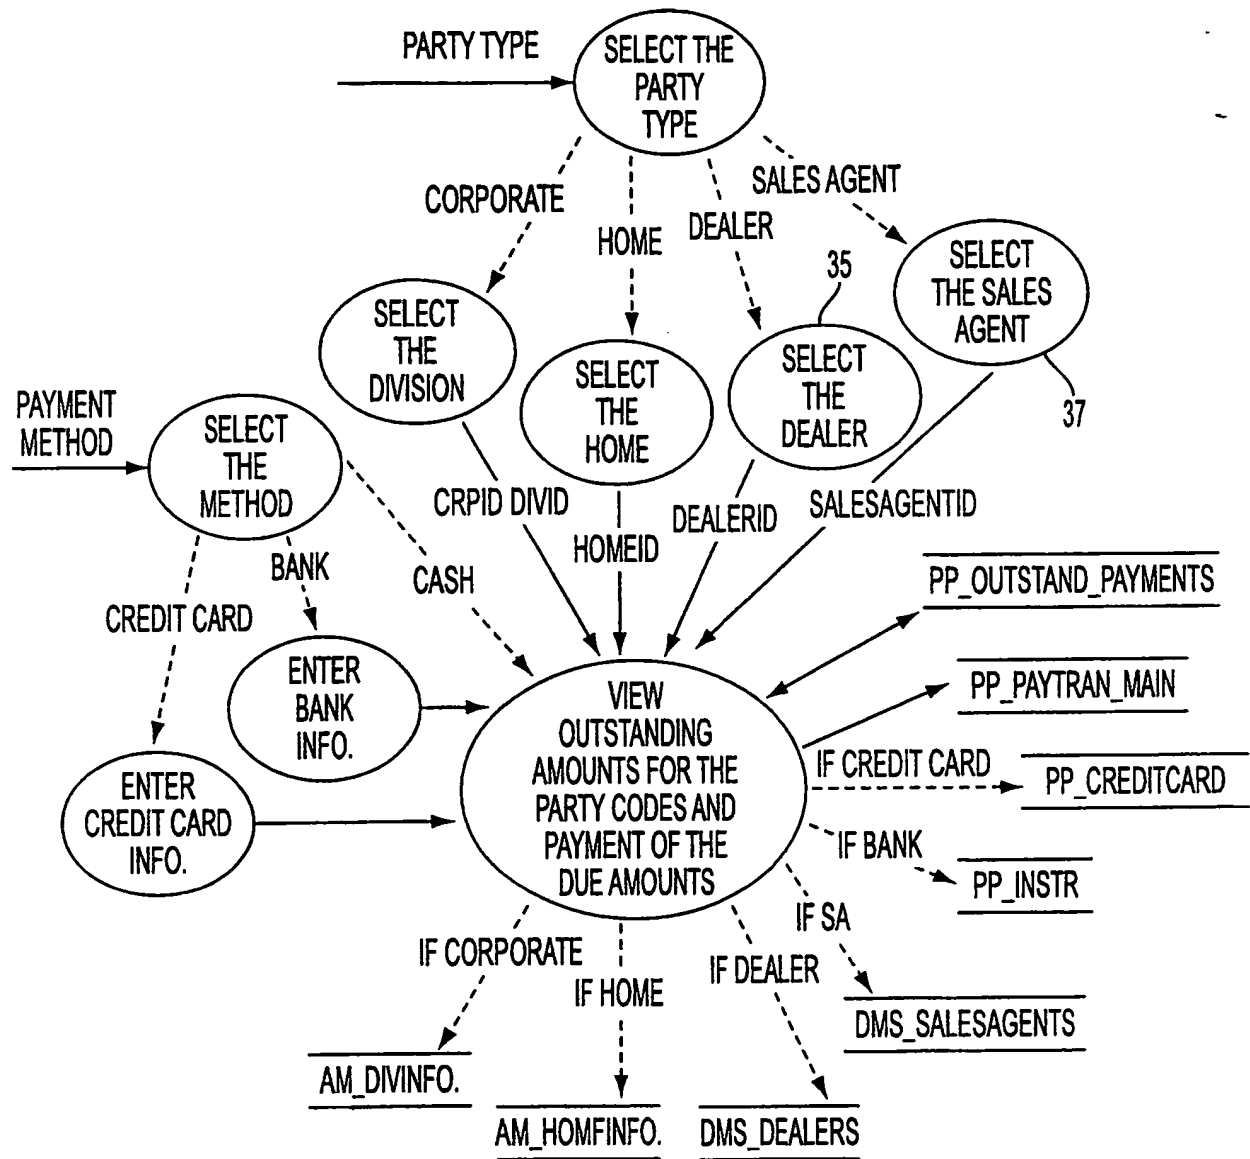 PARTY TYPE
SELECT THE
PARTY
TYPE
CORPORATE
HOME
DEALER
SALES AGENT
SELECT
THE
DIVISION
SELECT
THE
HOME
35
SELECT
THE
DEALER
SELECT
THE SALES
AGENT
37
PAYMENT
METHOD
SELECT
THE
METHOD
CRPID DIVID
HOMEID
DEALERID
SALESAGENTID
CREDIT CARD
BANK
CASH
ENTER
BANK
INFO.
ENTER
CREDIT CARD
INFO.
VIEW
OUTSTANDING
AMOUNTS FOR THE
PARTY CODES AND
PAYMENT OF THE
DUE AMOUNTS
PP_OUTSTAND_PAYMENTS
PP_PAYTRAN_MAIN
IF CREDIT CARD
PP_CREDITCARD
IF BANK
PP_INSTR
IF SA
DMS_SALESAGENTS
IF CORPORATE
IF HOME
IF DEALER
AM_DIVINFO.
AM_HOMFINFO.
DMS_DEALERS